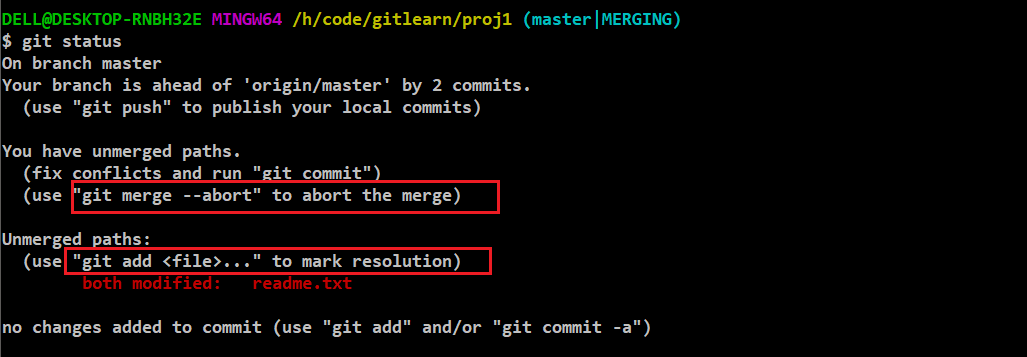 DELL@DESKTOP-RNBH32E MINGW64 /h/code/gitlearn/proj1 (master|MERGING)
$ git status
On branch master
Your branch is ahead of 'origin/master' by 2 commits.
  (use "git push" to publish your local commits)

You have unmerged paths.
  (fix conflicts and run "git commit")
  (use "git merge --abort" to abort the merge)

Unmerged paths:
  (use "git add <file>..." to mark resolution)
        both modified:   readme.txt

no changes added to commit (use "git add" and/or "git commit -a")